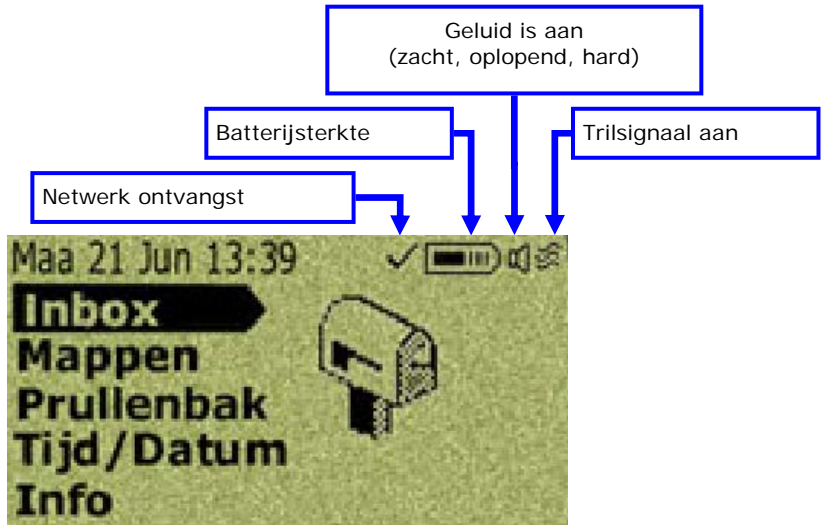 Geluid is aan
(zacht, oplopend, hard)
Batterijsterkte
Trilsignaal aan
Netwerk ontvangst
Maa 21 Jun 13:39
Inbox
Mappen
Prullenbak
Tijd/Datum
Info